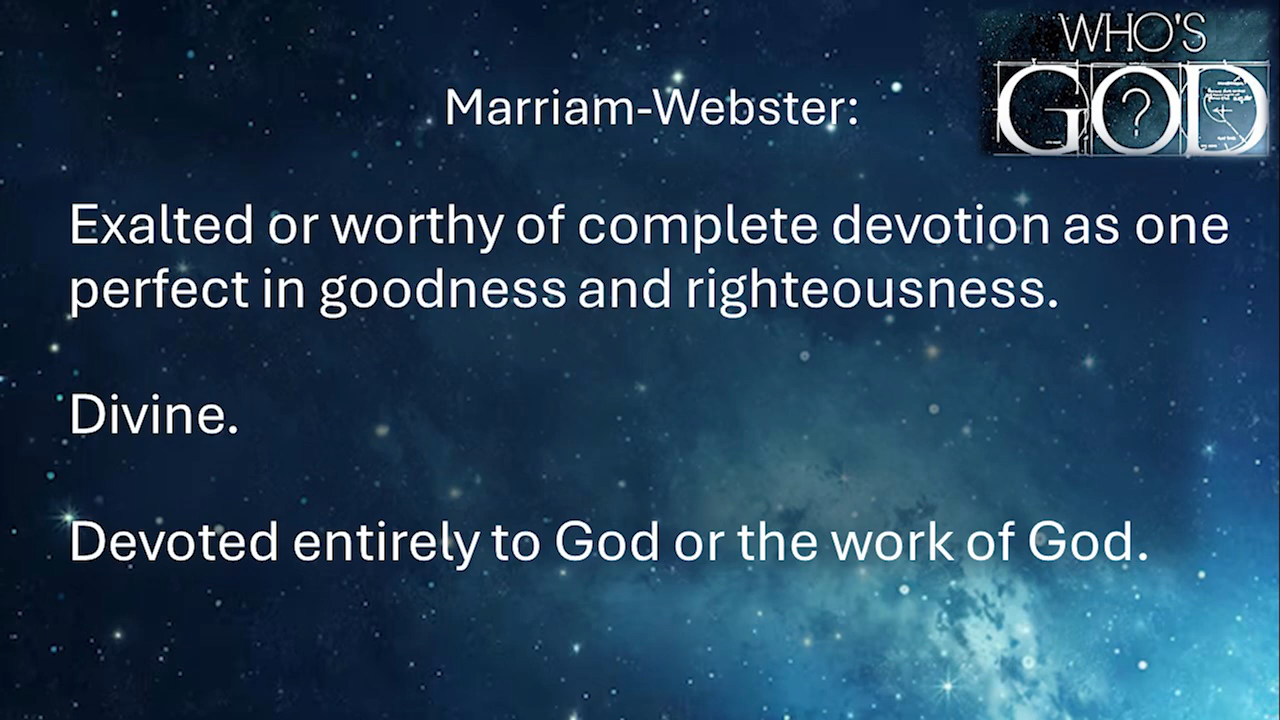 WHO'S
GOD
?
Marriam-Webster:
Exalted or worthy of complete devotion as one
perfect in goodness and righteousness.
Divine.
Devoted entirely to God or the work of God.